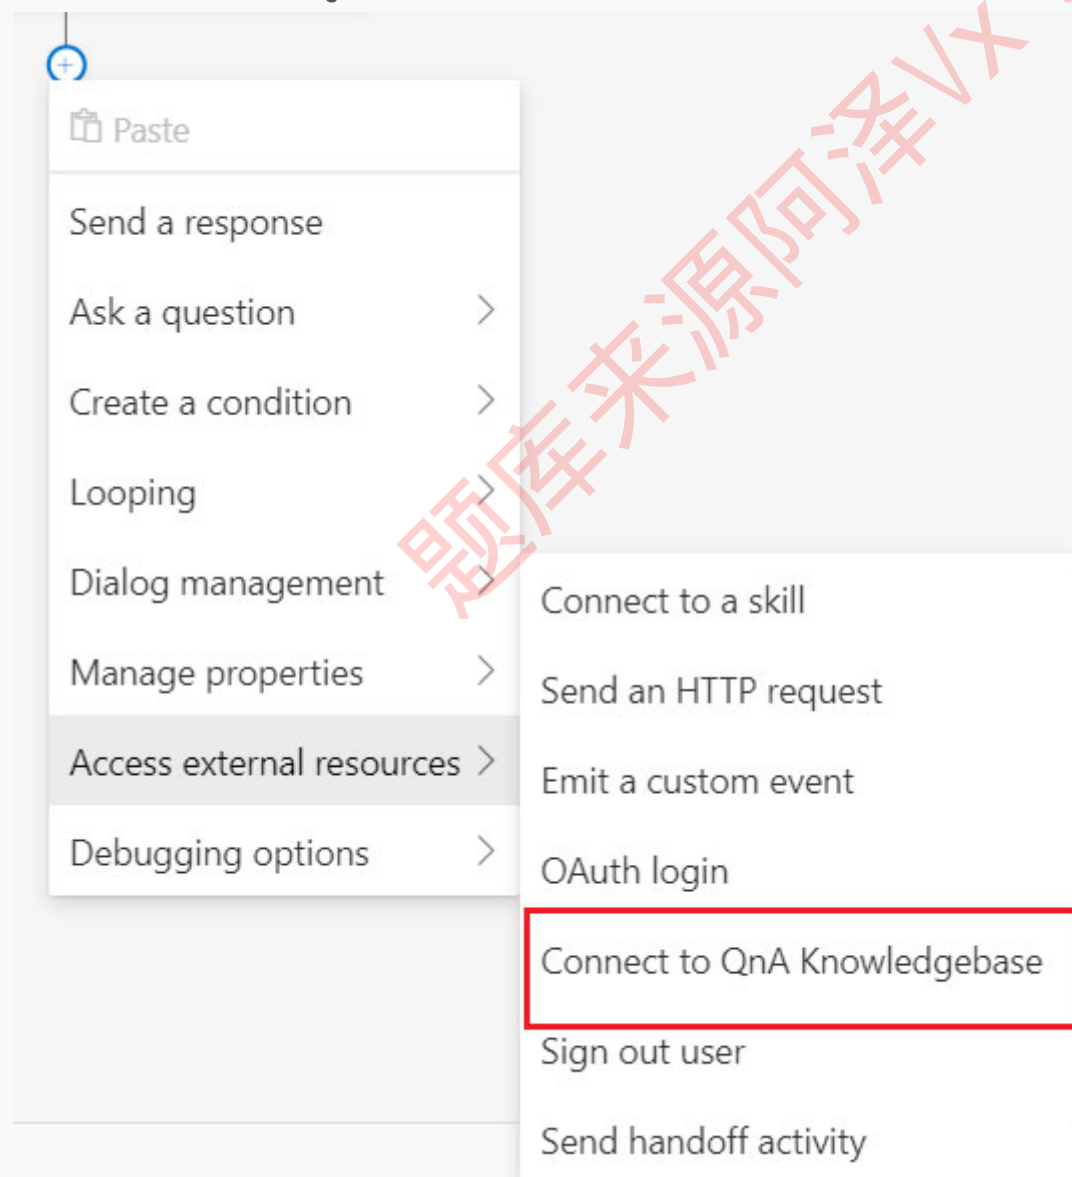 Paste
Send a response
Ask a question
Create a condition
Looping
Dialog management
Manage properties
Access external resources
Debugging options
Connect to a skill
Send an HTTP request
Emit a custom event
OAuth login
Connect to QnA Knowledgebase
Sign out user
Send handoff activity
题库来源阿泽Vx